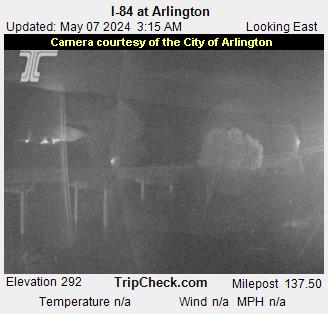 I-84 at Arlington
Updated: May 07 2024 3:15 AM Looking East
Camera courtesy of the City of Arlington
Elevation 292 TripCheck.com Milepost 137.50
Temperature n/a Wind n/a MPH n/a